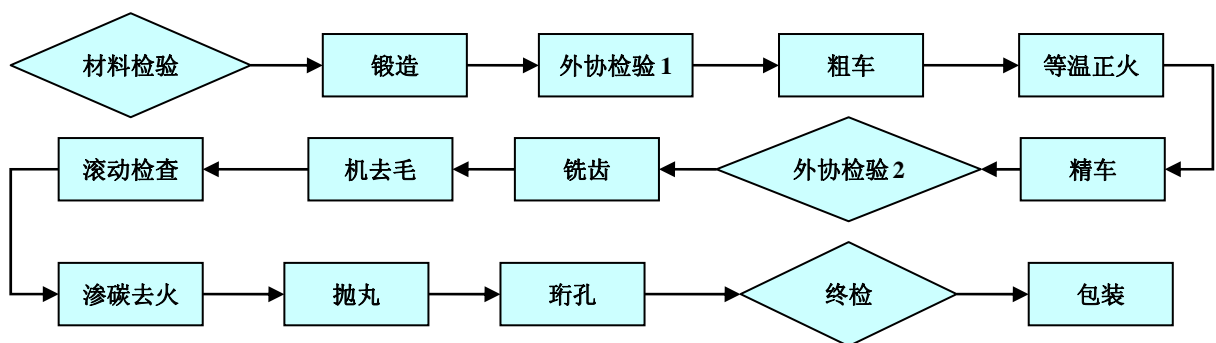 材料检验
锻造
外协检验1
粗车
等温正火
精车
外协检验2
铣齿
机去毛
滚动检查
渗碳去火
抛丸
珩孔
终检
包装